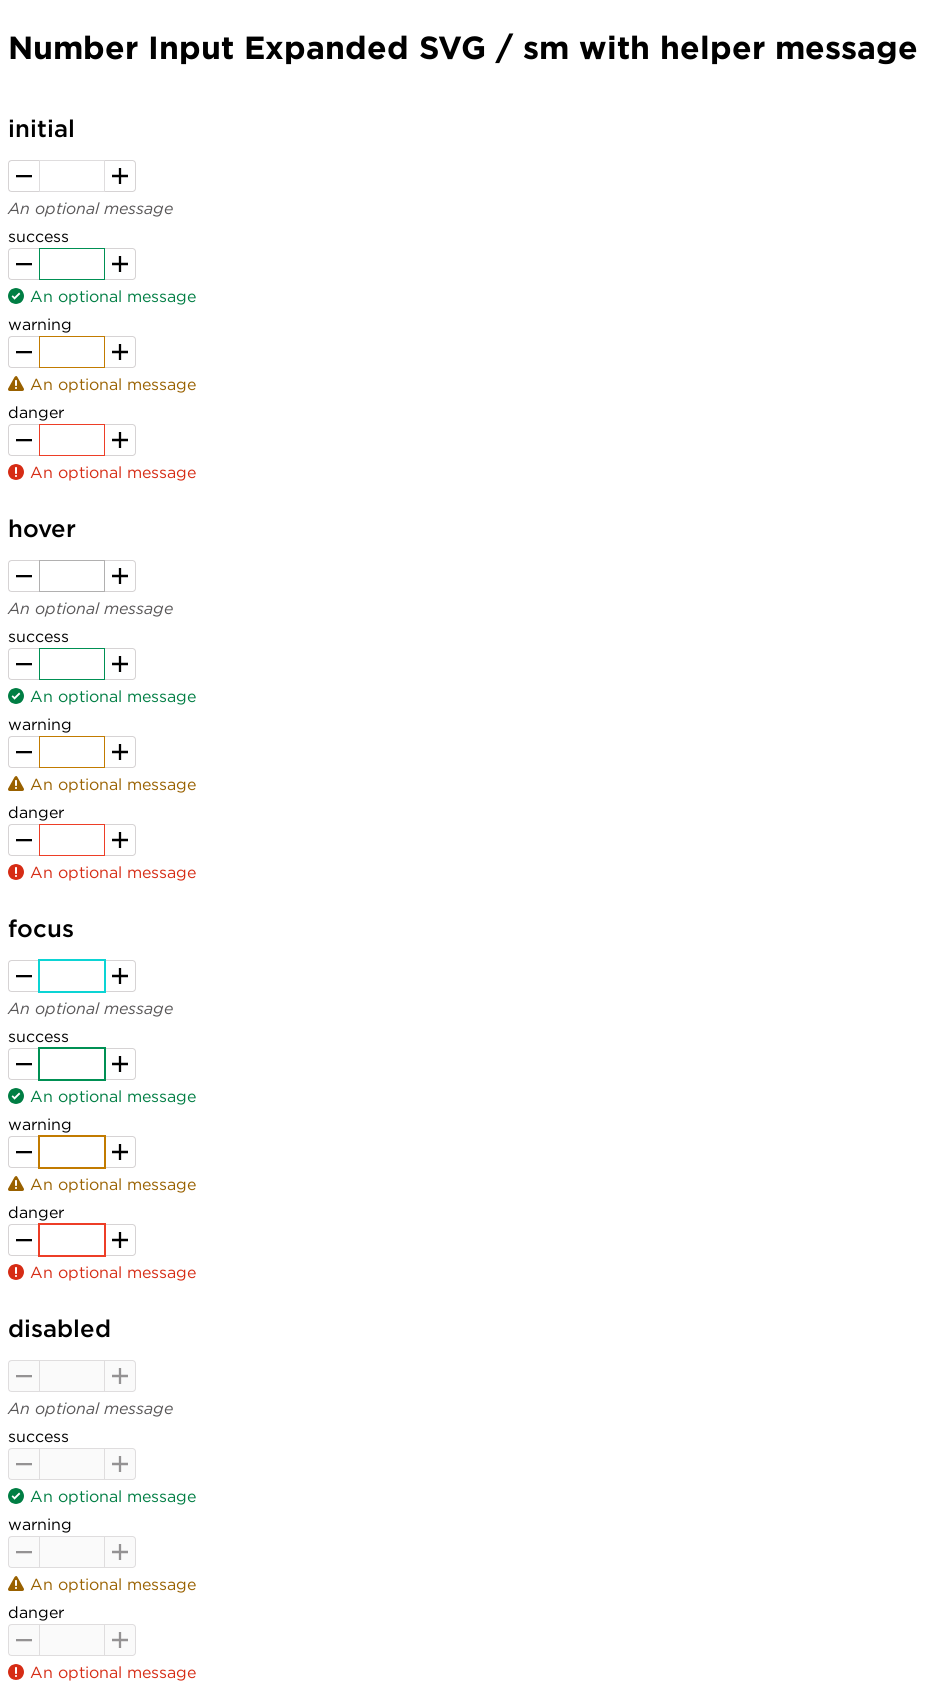 Number Input Expanded SVG / sm with helper message
initial
An optional message
success
An optional message
warning
An optional message
danger
An optional message
hover
An optional message
success
An optional message
warning
An optional message
danger
An optional message
focus
An optional message
success
An optional message
warning
An optional message
danger
An optional message
disabled
An optional message
success
An optional message
warning
An optional message
danger
An optional message